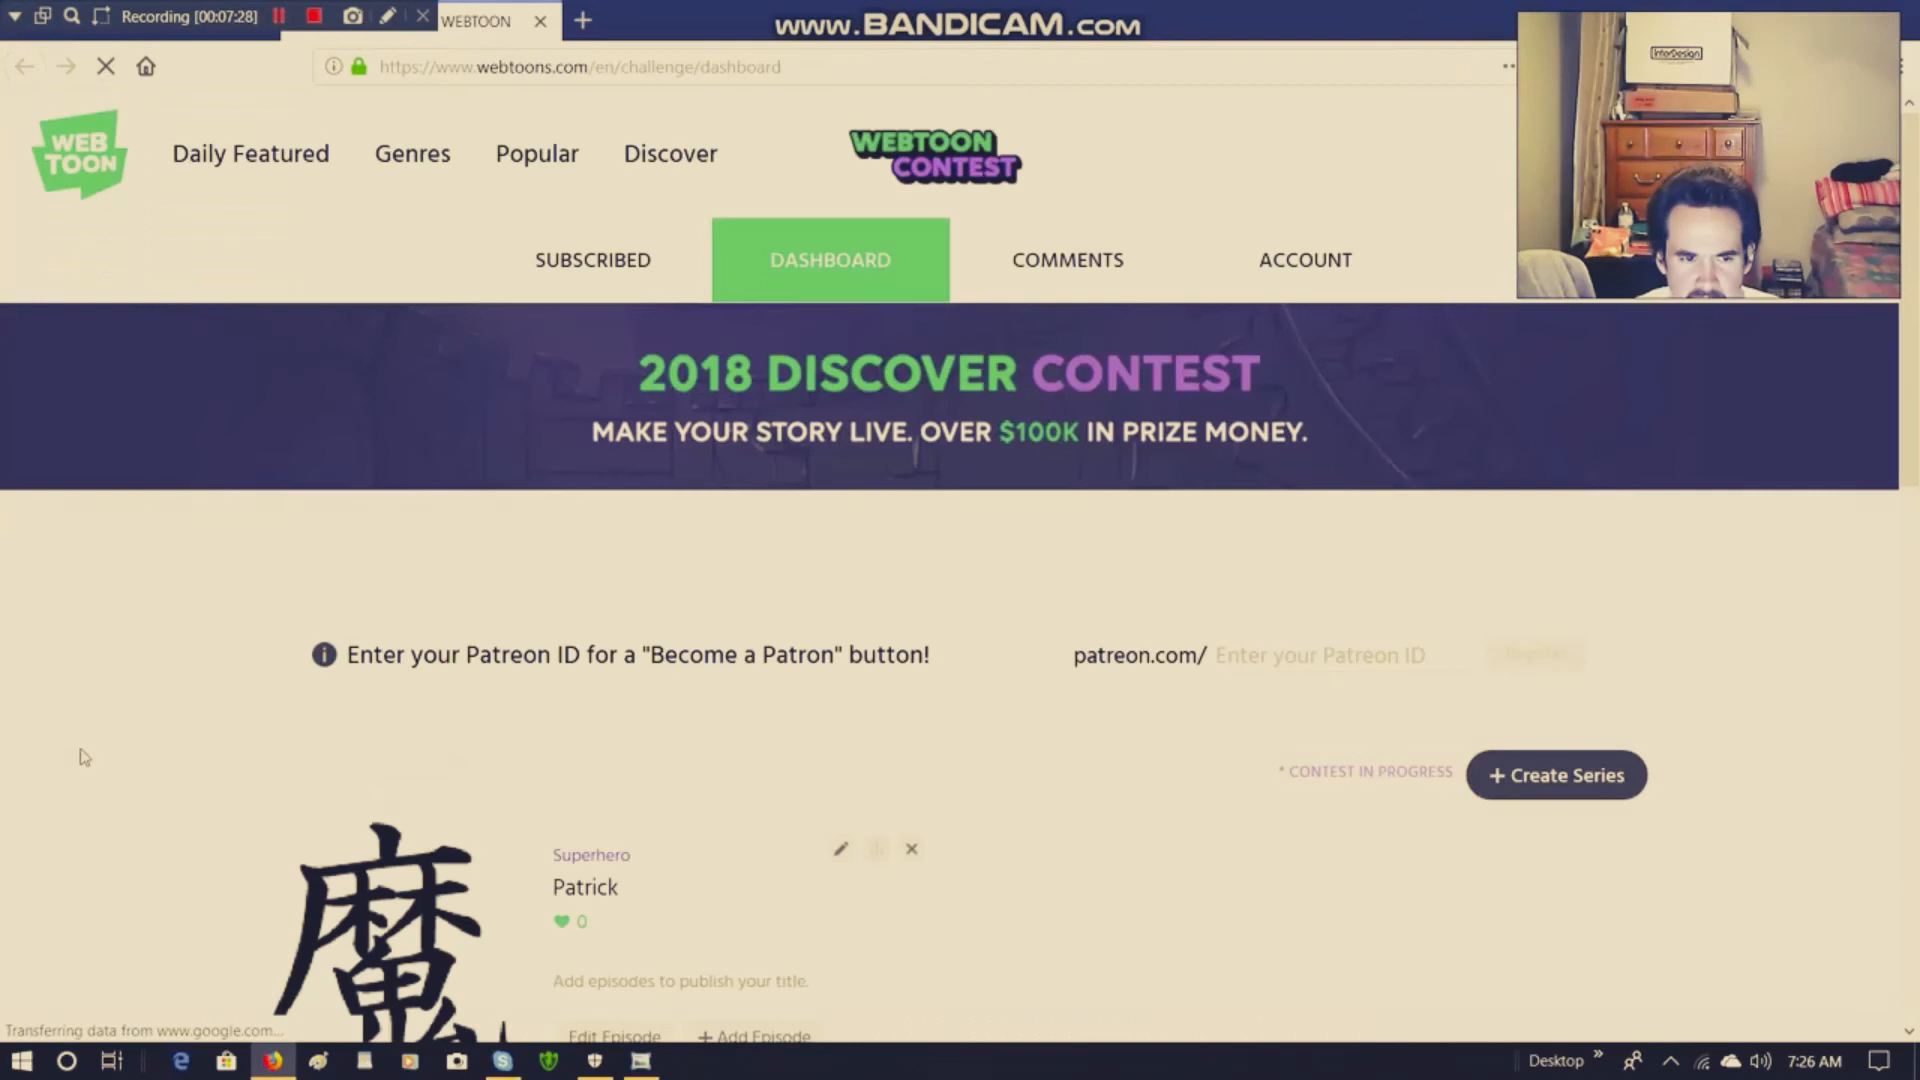 Recording [00:07:28]
WEBTOON
www.BANDICAM.com
https://www.webtoons.com/en/challenge/dashboard
InterDesign
WEB
TOON
Daily Featured
Genres
Popular
Discover
WEBTOON
CONTEST
SUBSCRIBED
DASHBOARD
COMMENTS
ACCOUNT
2018 DISCOVER CONTEST
MAKE YOUR STORY LIVE. OVER $100K IN PRIZE MONEY.
Enter your Patreon ID for a "Become a Patron" button!
patreon.com/ Enter your Patreon ID
* CONTEST IN PROGRESS
+ Create Series
魔
Superhero
Patrick
0
Add episodes to publish your title.
Edit Episode
+ Add Episode
Transferring data from www.google.com...
Desktop
7:26 AM